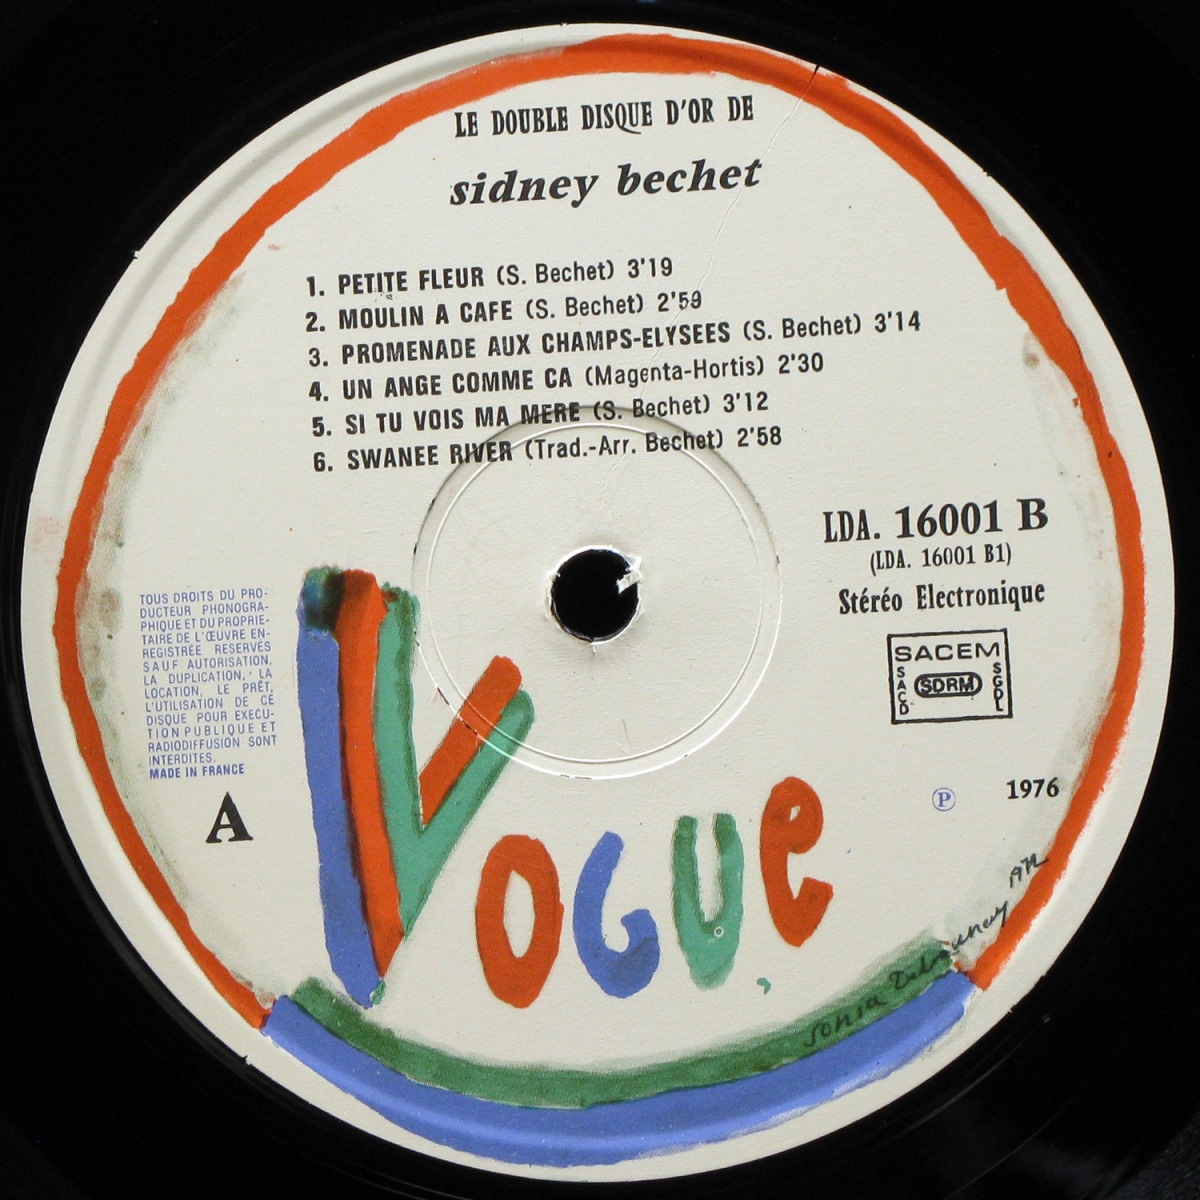 LE DOUBLE DISQUE D'OR DE
sidney bechet
1. PETITE FLEUR (S. Bechet) 3'19
2. MOULIN A CAFE (S. Bechet) 2'59
3. PROMENADE AUX CHAMPS-ELYSEES (S. Bechet) 3'14
4. UN ANGE COMME CA (Magenta-Hortis) 2'30
5. SI TU VOIS MA MERE (S. Bechet) 3'12
6. SWANEE RIVER (Trad.-Arr. Bechet) 2'58
LDA. 16001 B
(LDA. 16001 B1)
Stéréo Electronique
SACEM
SACD
SDRM
SGDL
TOUS DROITS DU PRO-
DUCTEUR PHONOGRA-
PHIQUE ET DU PROPRIE-
TAIRE DE L'ŒUVRE EN-
REGISTRÉE RESERVÉS
SAUF AUTORISATION,
LA DUPLICATION, LA
LOCATION, LE PRÊT,
L'UTILISATION DE CE
DISQUE POUR EXECU-
TION PUBLIQUE ET
RADIODIFFUSION SONT
INTERDITES.
MADE IN FRANCE
A
Ⓟ 1976
VOGUE
Sonia Delaunay 1972